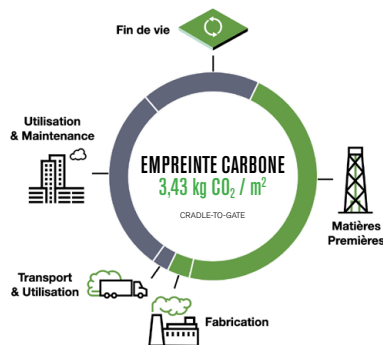 Fin de vie
Utilisation
& Maintenance
EMPREINTE CARBONE
3,43 kg CO₂ / m²
CRADLE-TO-GATE
Matières
Premières
Transport
& Utilisation
Fabrication